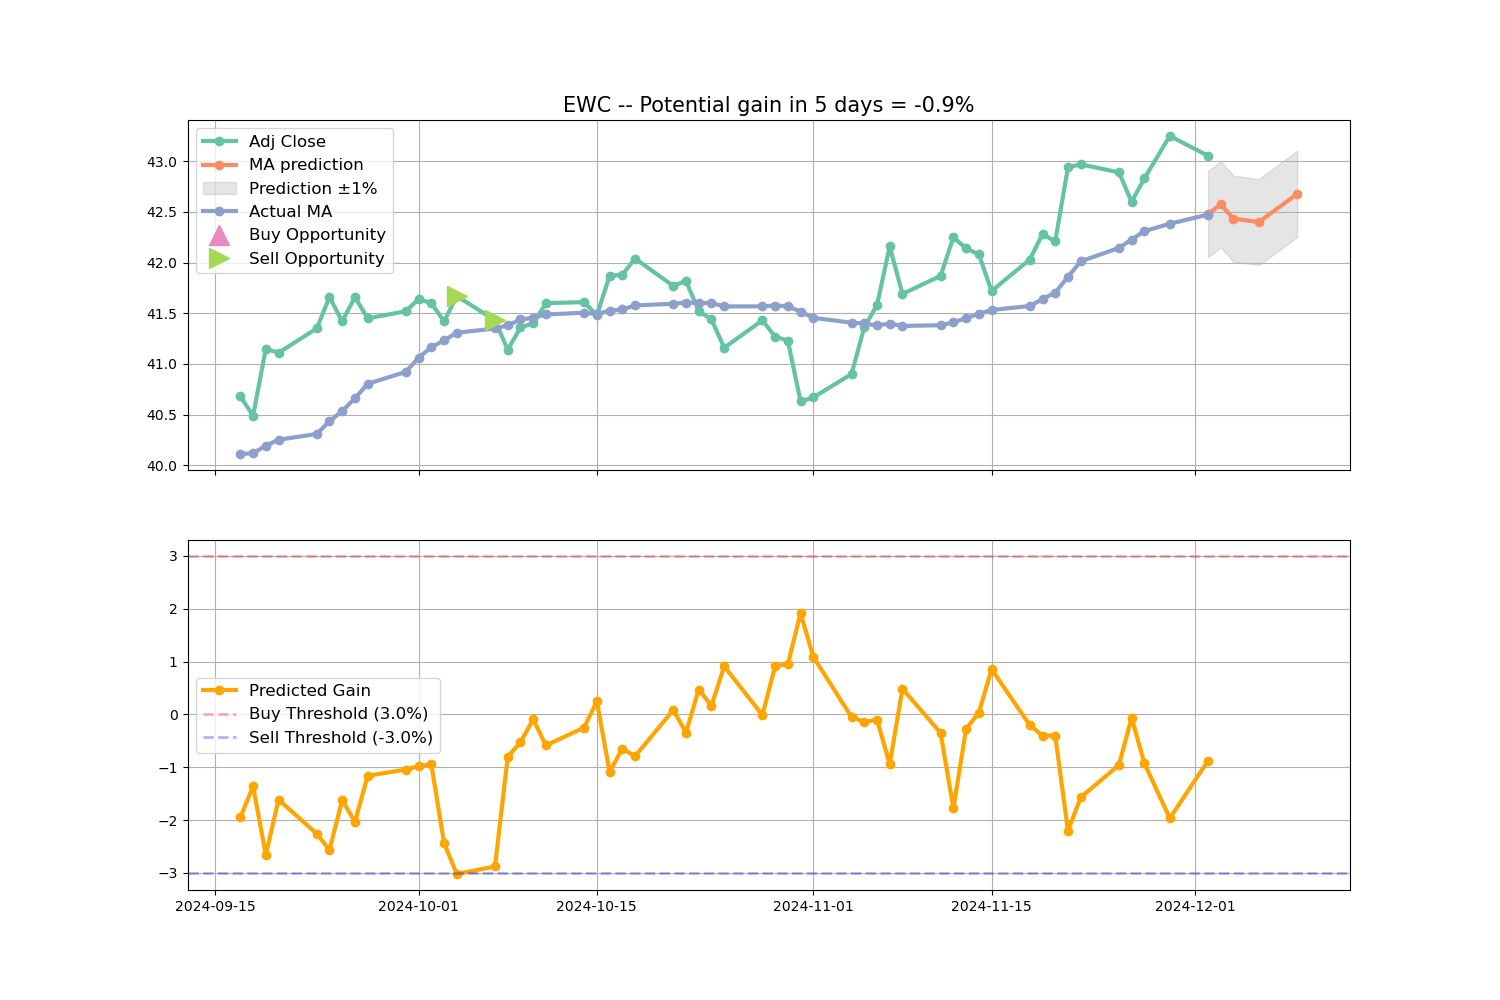 EWC -- Potential gain in 5 days = -0.9%
Adj Close
MA prediction
Prediction ±1%
Actual MA
Buy Opportunity
Sell Opportunity
43.0
42.5
42.0
41.5
41.0
40.5
40.0
3
2
1
0
−1
−2
−3
Predicted Gain
Buy Threshold (3.0%)
Sell Threshold (-3.0%)
2024-09-15 2024-10-01 2024-10-15 2024-11-01 2024-11-15 2024-12-01